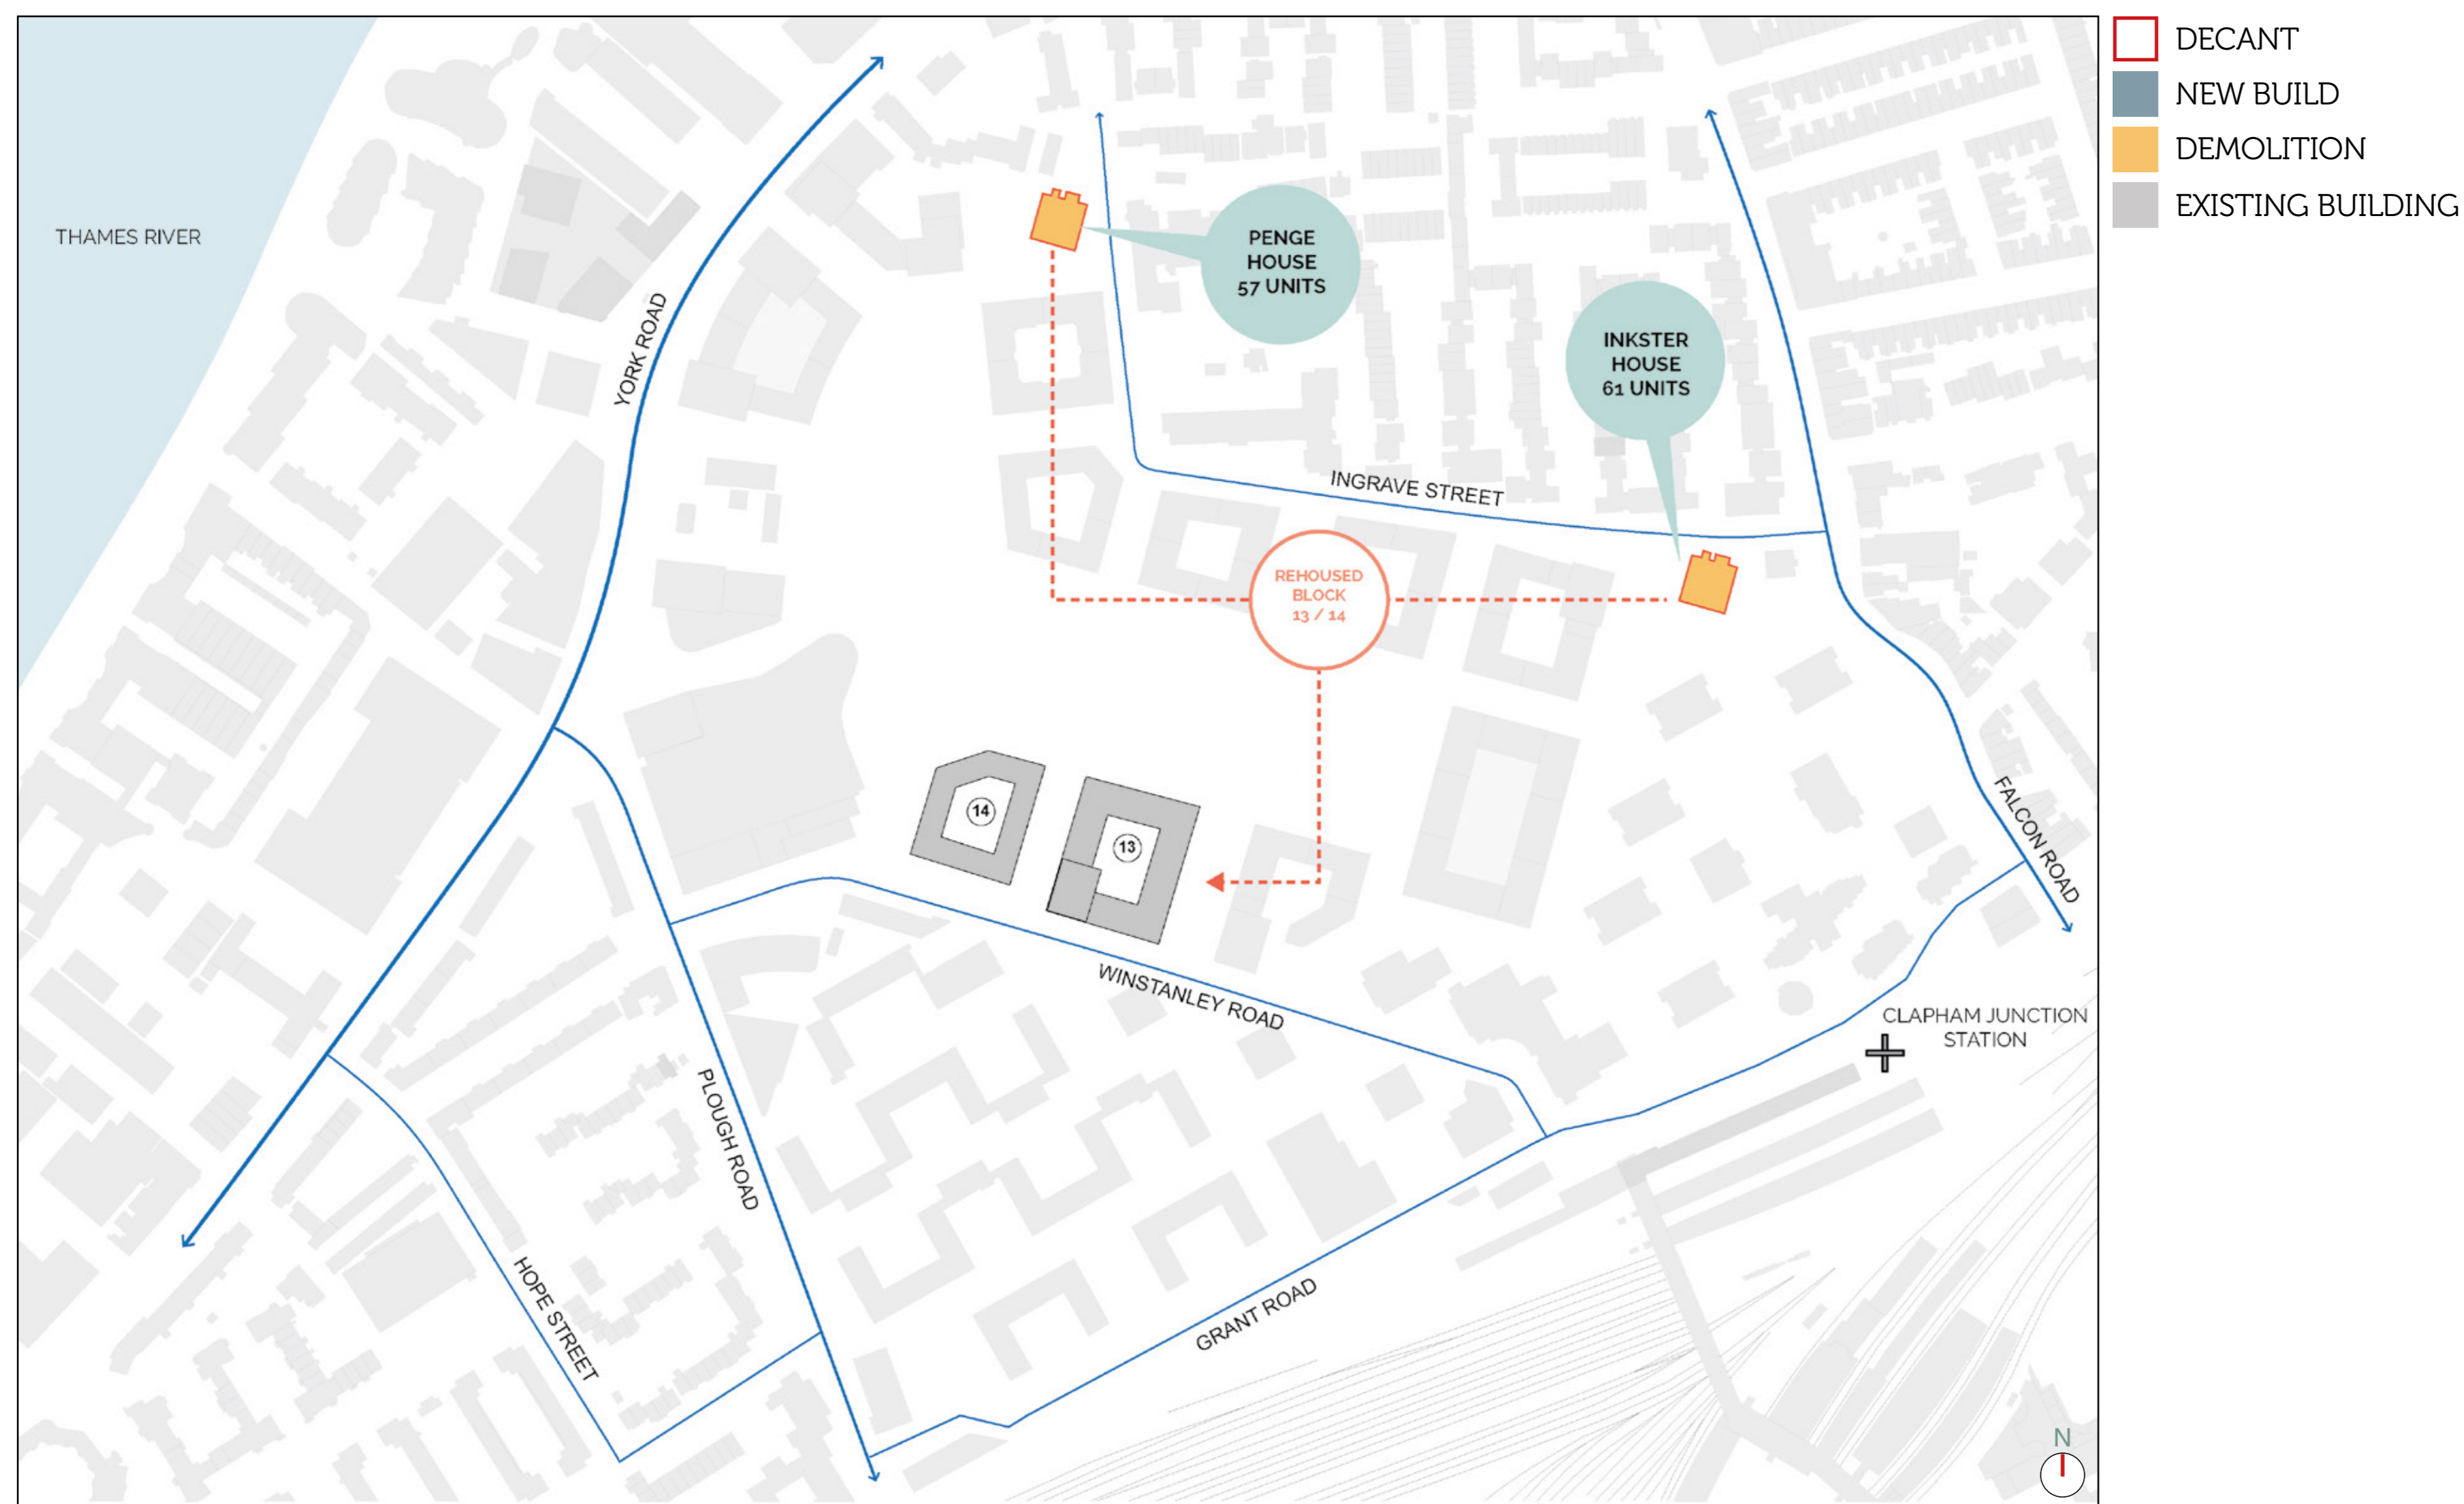 DECANT
NEW BUILD
DEMOLITION
EXISTING BUILDING
THAMES RIVER
YORK ROAD
PENGE
HOUSE
57 UNITS
INKSTER
HOUSE
61 UNITS
INGRAVE STREET
REHOUSED
BLOCK
13 / 14
14
13
FALCON ROAD
WINSTANLEY ROAD
CLAPHAM JUNCTION
STATION
PLOUGH ROAD
HOPE STREET
GRANT ROAD
N